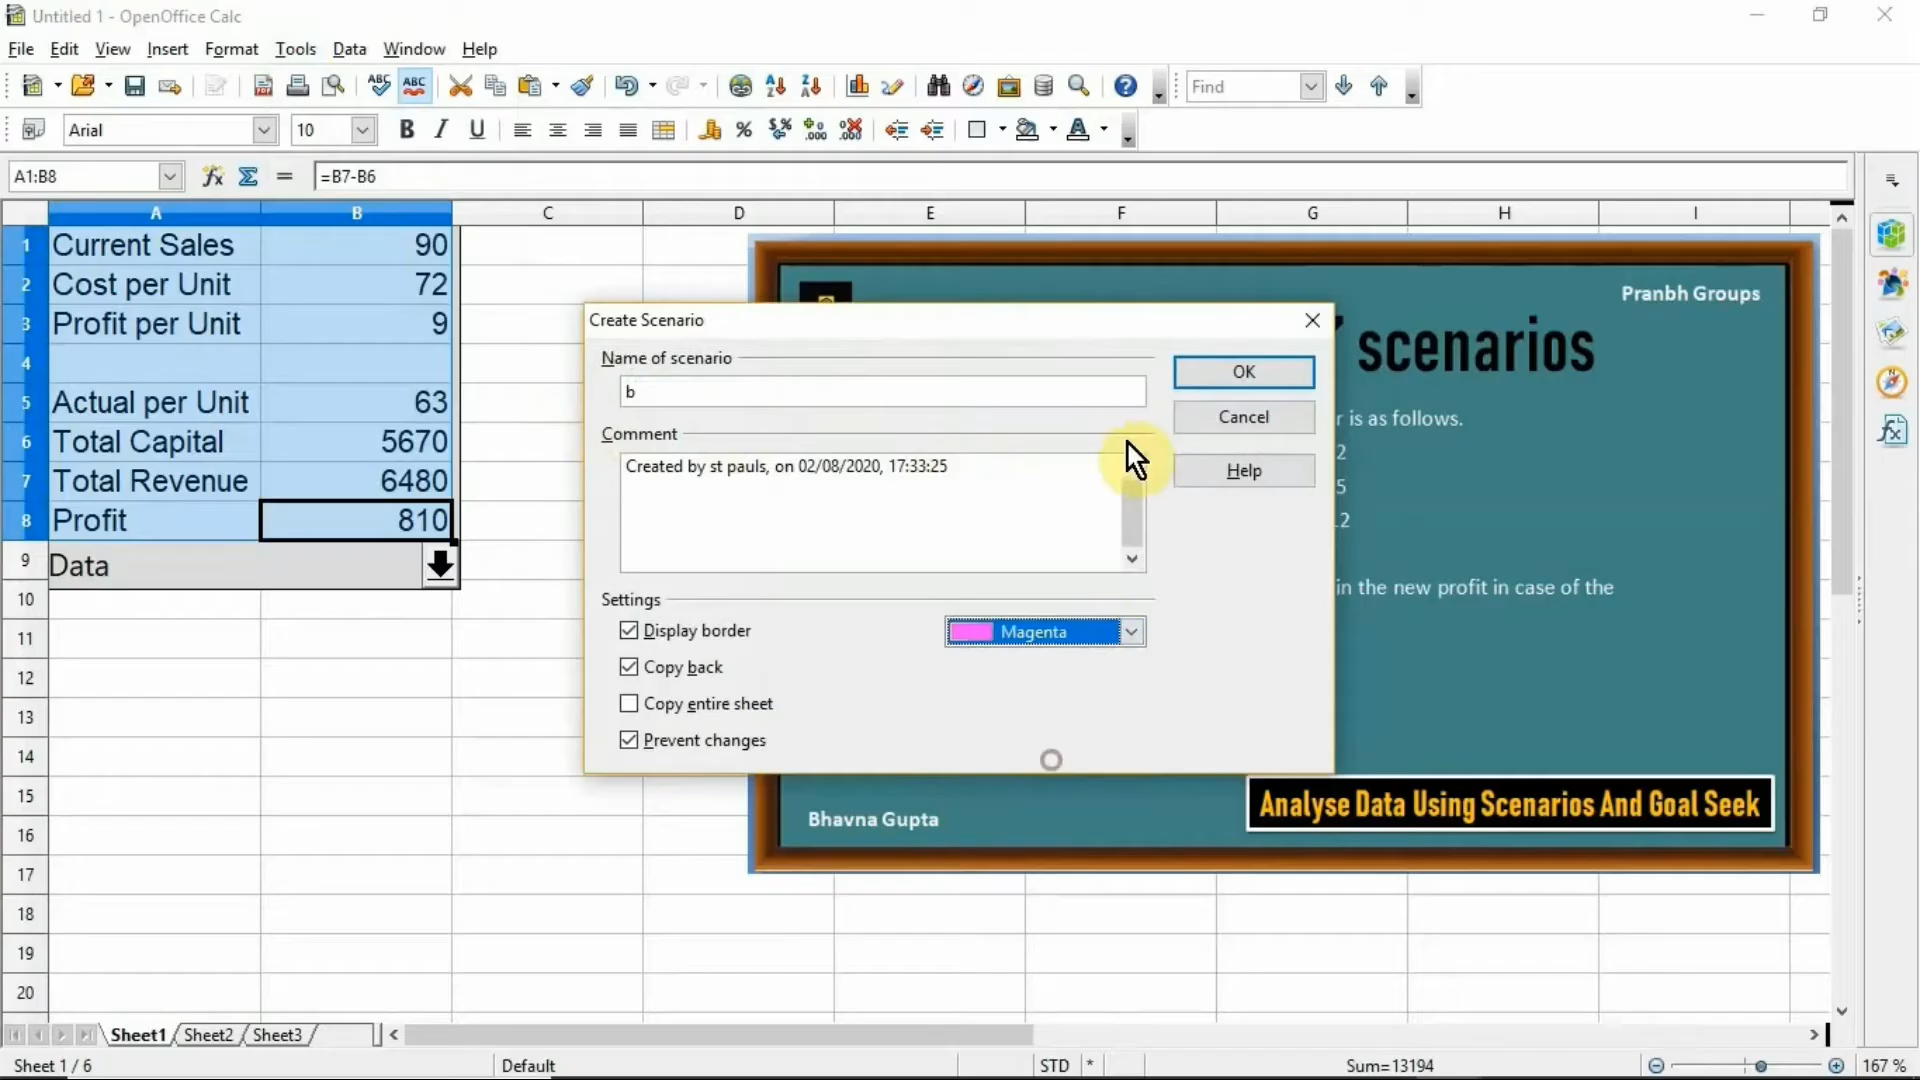 Untitled 1 - OpenOffice Calc
File Edit View Insert Format Tools Data Window Help
ABC ABC Find
Arial 10 B I U
A1:B8 =B7-B6
A B C D E F G H I
1 Current Sales 90
2 Cost per Unit 72
3 Profit per Unit 9
4
5 Actual per Unit 63
6 Total Capital 5670
7 Total Revenue 6480
8 Profit 810
9 Data
10
11
12
13
14
15
16
17
18
19
20
Pranbh Groups
scenarios
r is as follows.
2
5
.2
in the new profit in case of the
Bhavna Gupta
Analyse Data Using Scenarios And Goal Seek
Create Scenario
Name of scenario
b
OK
Cancel
Help
Comment
Created by st pauls, on 02/08/2020, 17:33:25
Settings
Display border Magenta
Copy back
Copy entire sheet
Prevent changes
Sheet1 Sheet2 Sheet3
Sheet 1 / 6 Default STD * Sum=13194 167 %